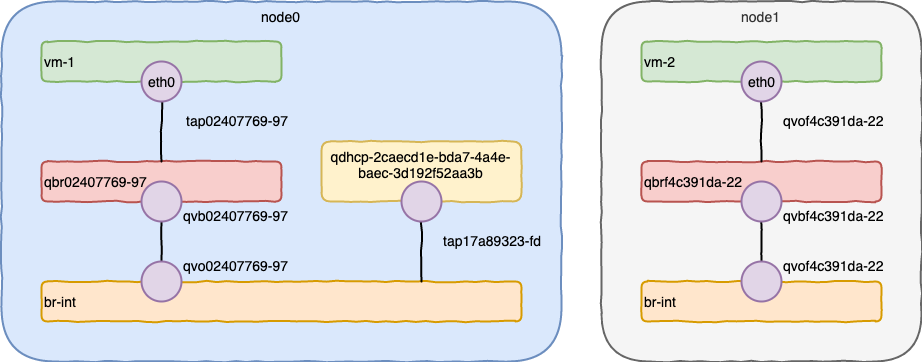 node0
vm-1
eth0
tap02407769-97
qbr02407769-97
qvb02407769-97
qvo02407769-97
br-int
qdhcp-2caecd1e-bda7-4a4e-
baec-3d192f52aa3b
tap17a89323-fd
node1
vm-2
eth0
qvof4c391da-22
qbrf4c391da-22
qvbf4c391da-22
qvof4c391da-22
br-int